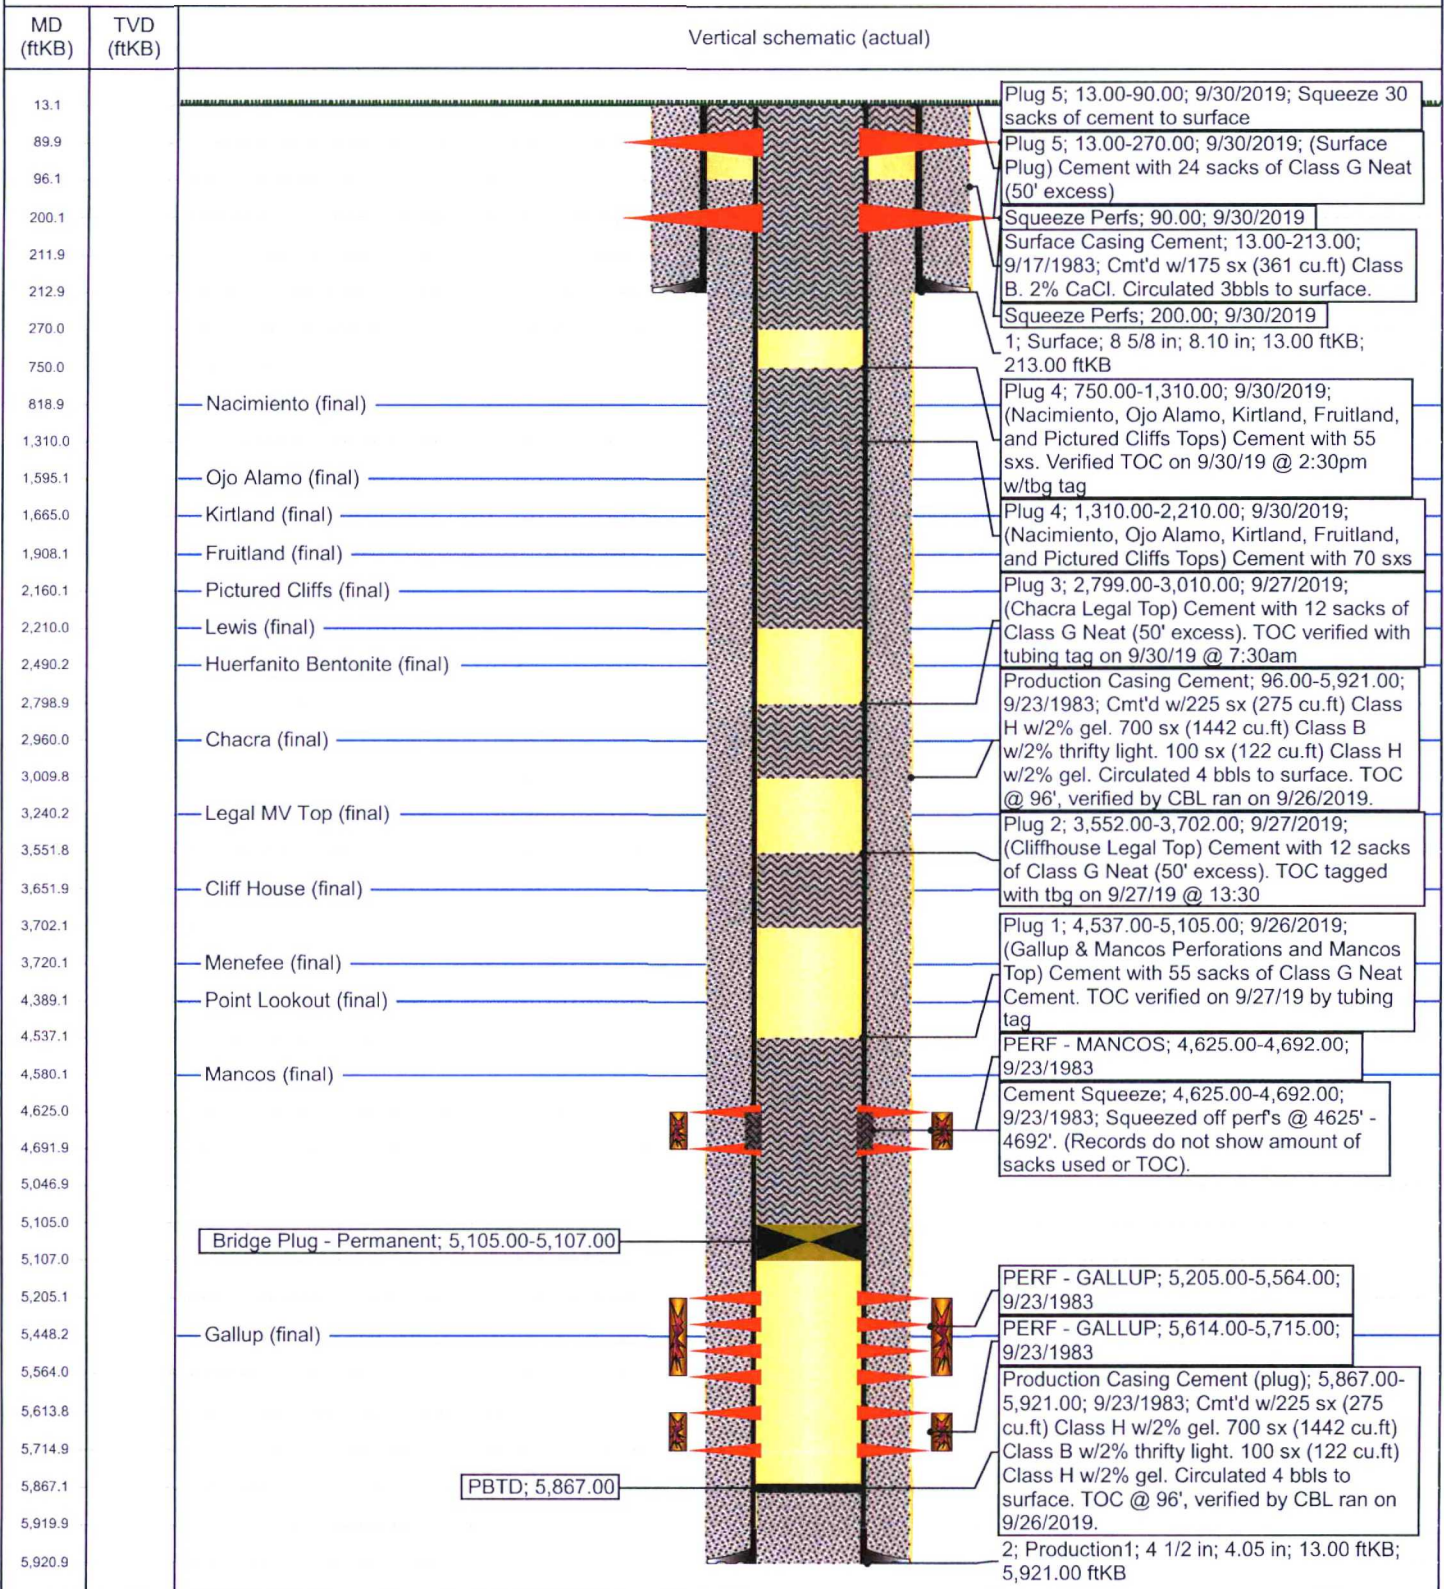 MD
(ftKB)
TVD
(ftKB)
Vertical schematic (actual)
13.1
89.9
96.1
200.1
211.9
212.9
270.0
750.0
818.9
1,310.0
1,595.1
1,665.0
1,908.1
2,160.1
2,210.0
2,490.2
2,798.9
2,960.0
3,009.8
3,240.2
3,551.8
3,651.9
3,702.1
3,720.1
4,389.1
4,537.1
4,580.1
4,625.0
4,691.9
5,046.9
5,105.0
5,107.0
5,205.1
5,448.2
5,564.0
5,613.8
5,714.9
5,867.1
5,919.9
5,920.9
Nacimiento (final)
Ojo Alamo (final)
Kirtland (final)
Fruitland (final)
Pictured Cliffs (final)
Lewis (final)
Huerfanito Bentonite (final)
Chacra (final)
Legal MV Top (final)
Cliff House (final)
Menefee (final)
Point Lookout (final)
Mancos (final)
Bridge Plug - Permanent; 5,105.00-5,107.00
Gallup (final)
PBTD; 5,867.00
Plug 5; 13.00-90.00; 9/30/2019; Squeeze 30
sacks of cement to surface
Plug 5; 13.00-270.00; 9/30/2019; (Surface
Plug) Cement with 24 sacks of Class G Neat
(50' excess)
Squeeze Perfs; 90.00; 9/30/2019
Surface Casing Cement; 13.00-213.00;
9/17/1983; Cmt'd w/175 sx (361 cu.ft) Class
B. 2% CaCl. Circulated 3bbls to surface.
Squeeze Perfs; 200.00; 9/30/2019
1; Surface; 8 5/8 in; 8.10 in; 13.00 ftKB;
213.00 ftKB
Plug 4; 750.00-1,310.00; 9/30/2019;
(Nacimiento, Ojo Alamo, Kirtland, Fruitland,
and Pictured Cliffs Tops) Cement with 55
sxs. Verified TOC on 9/30/19 @ 2:30pm
w/tbg tag
Plug 4; 1,310.00-2,210.00; 9/30/2019;
(Nacimiento, Ojo Alamo, Kirtland, Fruitland,
and Pictured Cliffs Tops) Cement with 70 sxs
Plug 3; 2,799.00-3,010.00; 9/27/2019;
(Chacra Legal Top) Cement with 12 sacks of
Class G Neat (50' excess). TOC verified with
tubing tag on 9/30/19 @ 7:30am
Production Casing Cement; 96.00-5,921.00;
9/23/1983; Cmt'd w/225 sx (275 cu.ft) Class
H w/2% gel. 700 sx (1442 cu.ft) Class B
w/2% thrifty light. 100 sx (122 cu.ft) Class H
w/2% gel. Circulated 4 bbls to surface. TOC
@ 96', verified by CBL ran on 9/26/2019.
Plug 2; 3,552.00-3,702.00; 9/27/2019;
(Cliffhouse Legal Top) Cement with 12 sacks
of Class G Neat (50' excess). TOC tagged
with tbg on 9/27/19 @ 13:30
Plug 1; 4,537.00-5,105.00; 9/26/2019;
(Gallup & Mancos Perforations and Mancos
Top) Cement with 55 sacks of Class G Neat
Cement. TOC verified on 9/27/19 by tubing
tag
PERF - MANCOS; 4,625.00-4,692.00;
9/23/1983
Cement Squeeze; 4,625.00-4,692.00;
9/23/1983; Squeezed off perf's @ 4625' -
4692'. (Records do not show amount of
sacks used or TOC).
PERF - GALLUP; 5,205.00-5,564.00;
9/23/1983
PERF - GALLUP; 5,614.00-5,715.00;
9/23/1983
Production Casing Cement (plug); 5,867.00-
5,921.00; 9/23/1983; Cmt'd w/225 sx (275
cu.ft) Class H w/2% gel. 700 sx (1442 cu.ft)
Class B w/2% thrifty light. 100 sx (122 cu.ft)
Class H w/2% gel. Circulated 4 bbls to
surface. TOC @ 96', verified by CBL ran on
9/26/2019.
2; Production1; 4 1/2 in; 4.05 in; 13.00 ftKB;
5,921.00 ftKB